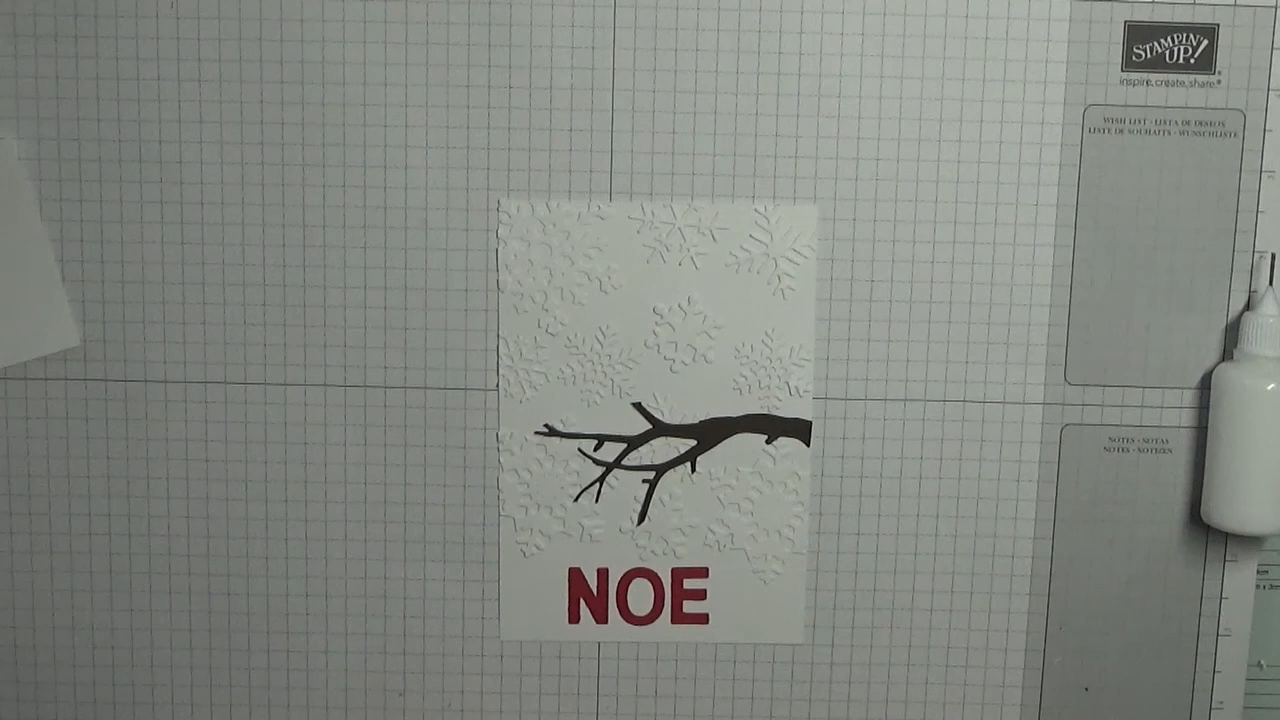 STAMPIN' UP!®
inspire. create. share.®
WISH LIST • LISTA DE DESEOS
LISTE DE SOUHAITS • WUNSCHLISTE
NOTES • NOTAS
NOTES • NOTIZEN
NOE